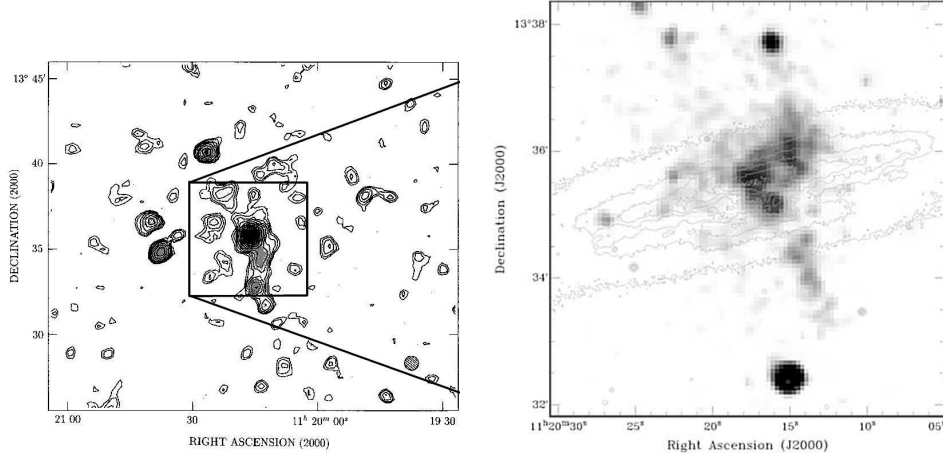 13° 45′
40
35
30
DECLINATION (2000)
21 00
30
11ʰ 20ᵐ 00ˢ
19 30
RIGHT ASCENSION (2000)
13°38'
36'
34'
32'
Declination (J2000)
11ʰ20ᵐ30ˢ
25ˢ
20ˢ
15ˢ
10ˢ
05ˢ
Right Ascension (J2000)